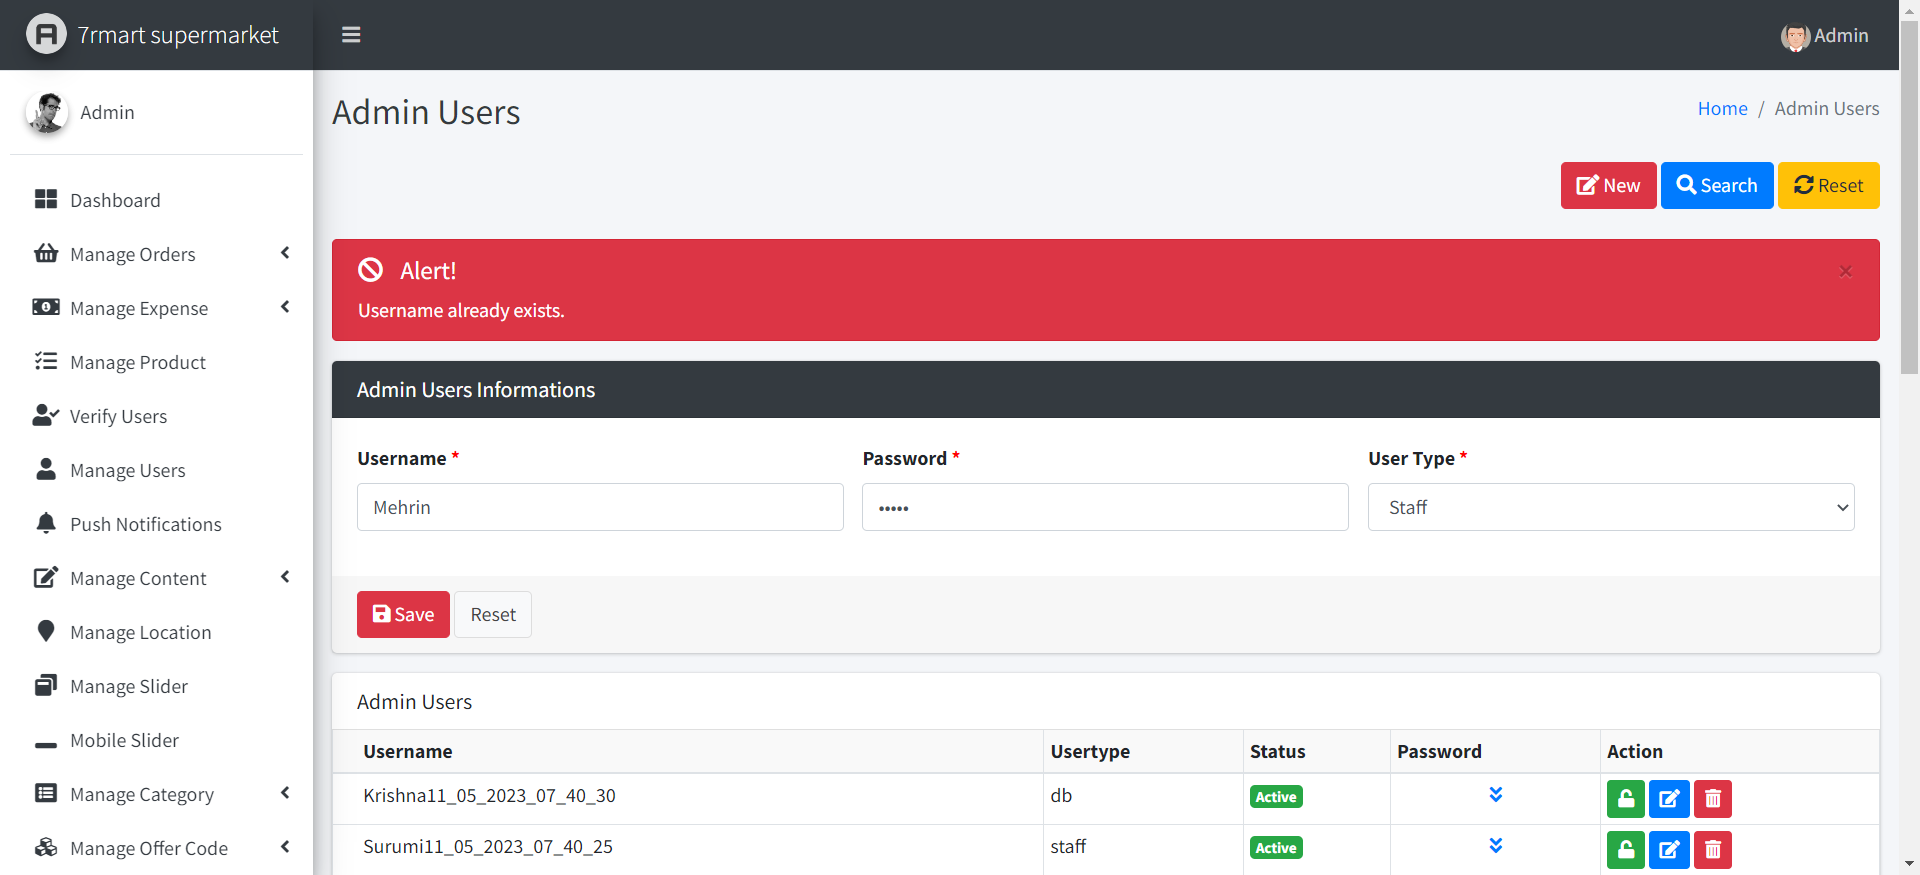 7rmart supermarket
Admin
Admin
Dashboard
Manage Orders
Manage Expense
Manage Product
Verify Users
Manage Users
Push Notifications
Manage Content
Manage Location
Manage Slider
Mobile Slider
Manage Category
Manage Offer Code
Admin Users
Home / Admin Users
New Search Reset
Alert! ×
Username already exists.
Admin Users Informations
Username * Password * User Type *
Mehrin ••••• Staff
Save Reset
Admin Users
Username Usertype Status Password Action
Krishna11_05_2023_07_40_30 db Active
Surumi11_05_2023_07_40_25 staff Active